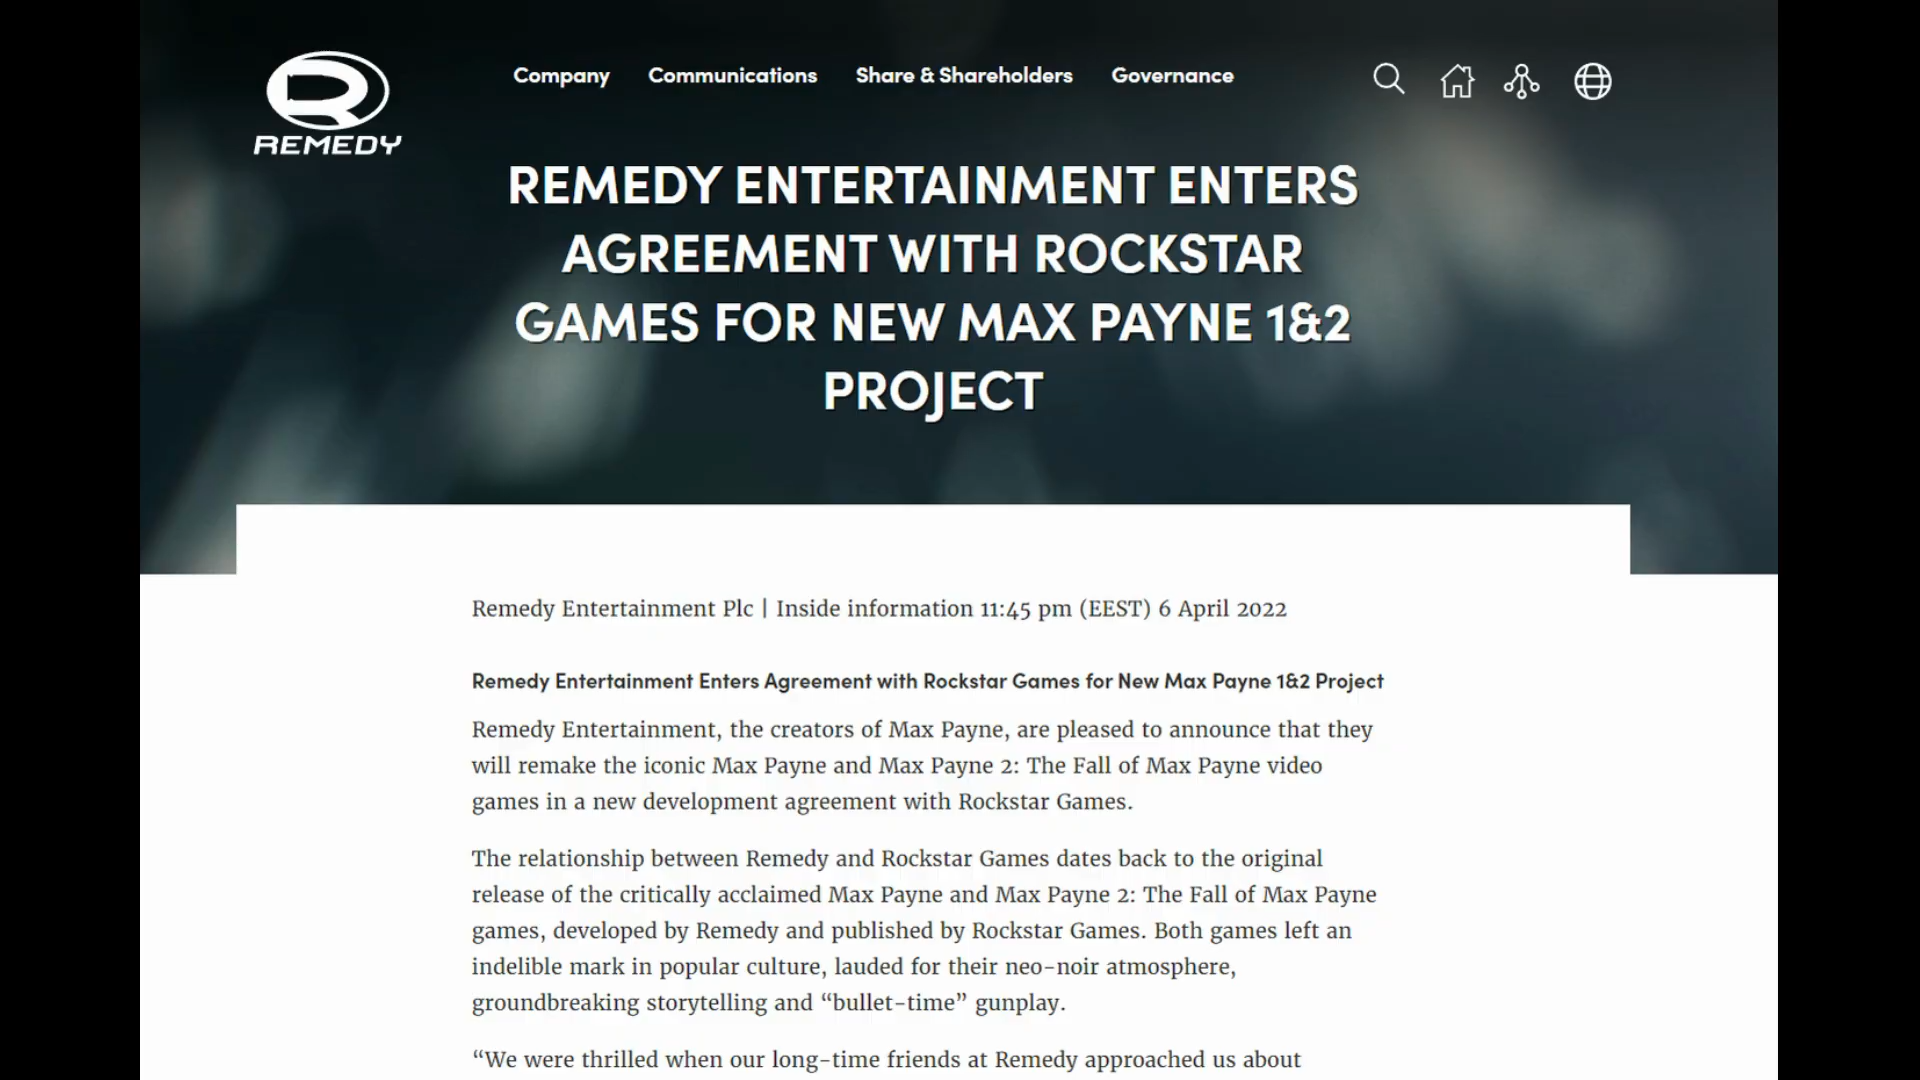 REMEDY
Company Communications Share & Shareholders Governance
REMEDY ENTERTAINMENT ENTERS
AGREEMENT WITH ROCKSTAR
GAMES FOR NEW MAX PAYNE 1&2
PROJECT
Remedy Entertainment Plc | Inside information 11:45 pm (EEST) 6 April 2022
Remedy Entertainment Enters Agreement with Rockstar Games for New Max Payne 1&2 Project
Remedy Entertainment, the creators of Max Payne, are pleased to announce that they
will remake the iconic Max Payne and Max Payne 2: The Fall of Max Payne video
games in a new development agreement with Rockstar Games.
The relationship between Remedy and Rockstar Games dates back to the original
release of the critically acclaimed Max Payne and Max Payne 2: The Fall of Max Payne
games, developed by Remedy and published by Rockstar Games. Both games left an
indelible mark in popular culture, lauded for their neo-noir atmosphere,
groundbreaking storytelling and “bullet-time” gunplay.
“We were thrilled when our long-time friends at Remedy approached us about